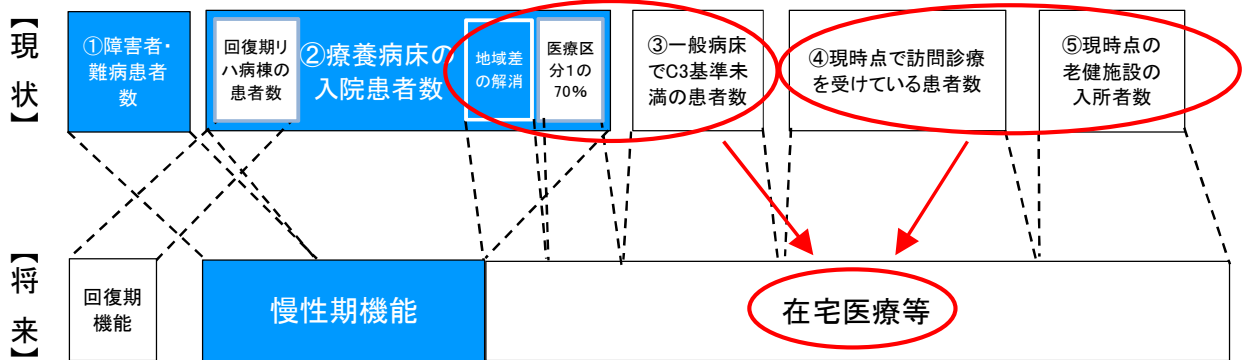 【現状】
①障害者・
難病患者
数
回復期リ
ハ病棟の
患者数
②療養病床の
入院患者数
地域差
の解消
医療区
分1の
70%
③一般病床
でC3基準未
満の患者数
④現時点で訪問診療
を受けている患者数
⑤現時点の
老健施設の
入所者数
【将来】
回復期
機能
慢性期機能
在宅医療等